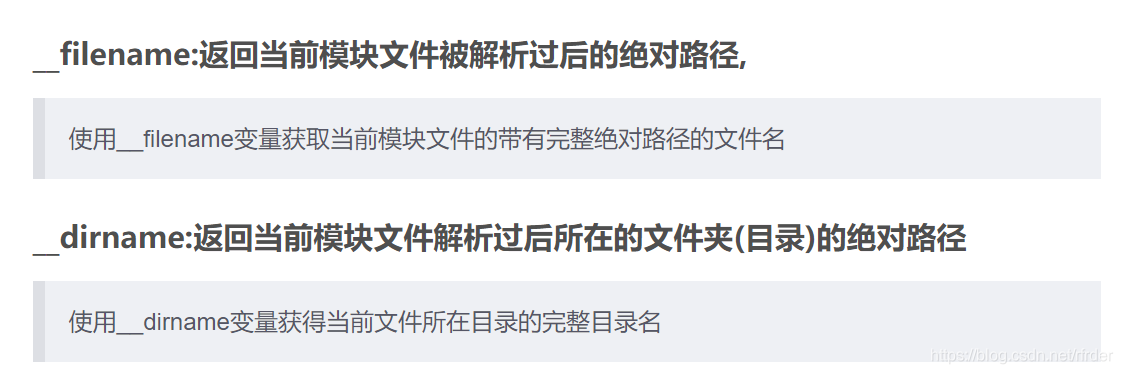 __filename:返回当前模块文件被解析过后的绝对路径,
使用__filename变量获取当前模块文件的带有完整绝对路径的文件名
__dirname:返回当前模块文件解析过后所在的文件夹(目录)的绝对路径
使用__dirname变量获得当前文件所在目录的完整目录名
https://blog.csdn.net/rfrder